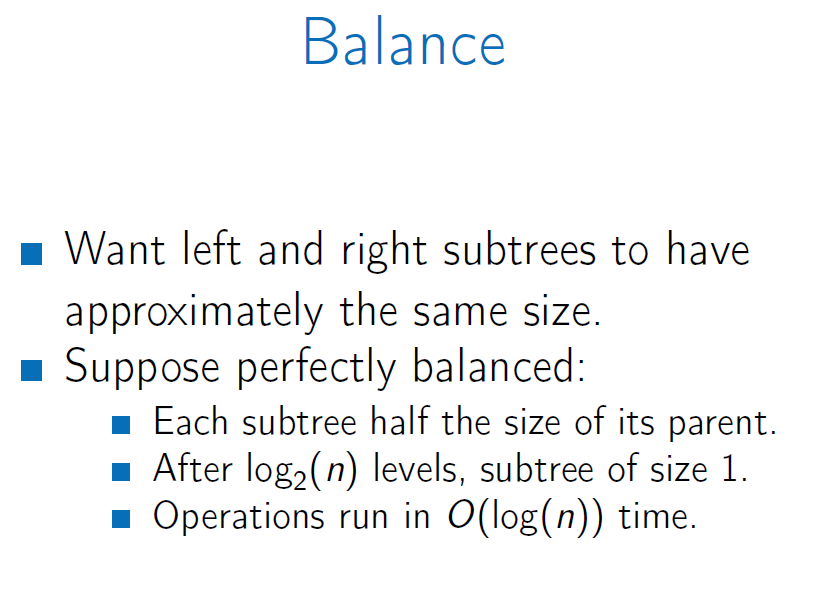 Balance
Want left and right subtrees to have
approximately the same size.
Suppose perfectly balanced:
Each subtree half the size of its parent.
After log₂(n) levels, subtree of size 1.
Operations run in O(log(n)) time.